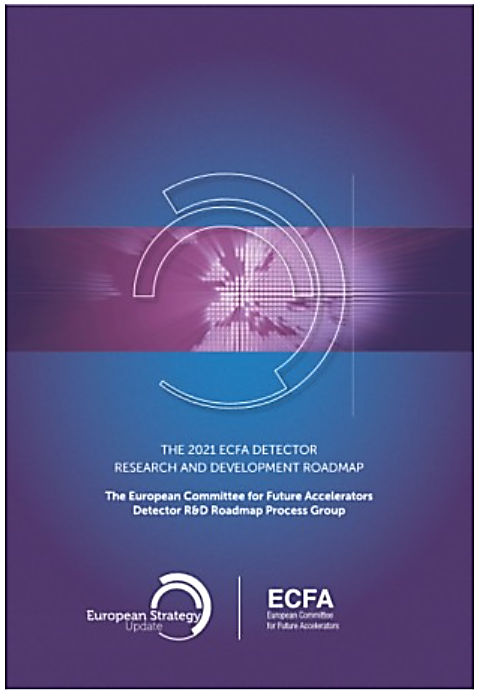 THE 2021 ECFA DETECTOR
RESEARCH AND DEVELOPMENT ROADMAP
The European Committee for Future Accelerators
Detector R&D Roadmap Process Group
European Strategy
Update
ECFA
European Committee
for Future Accelerators